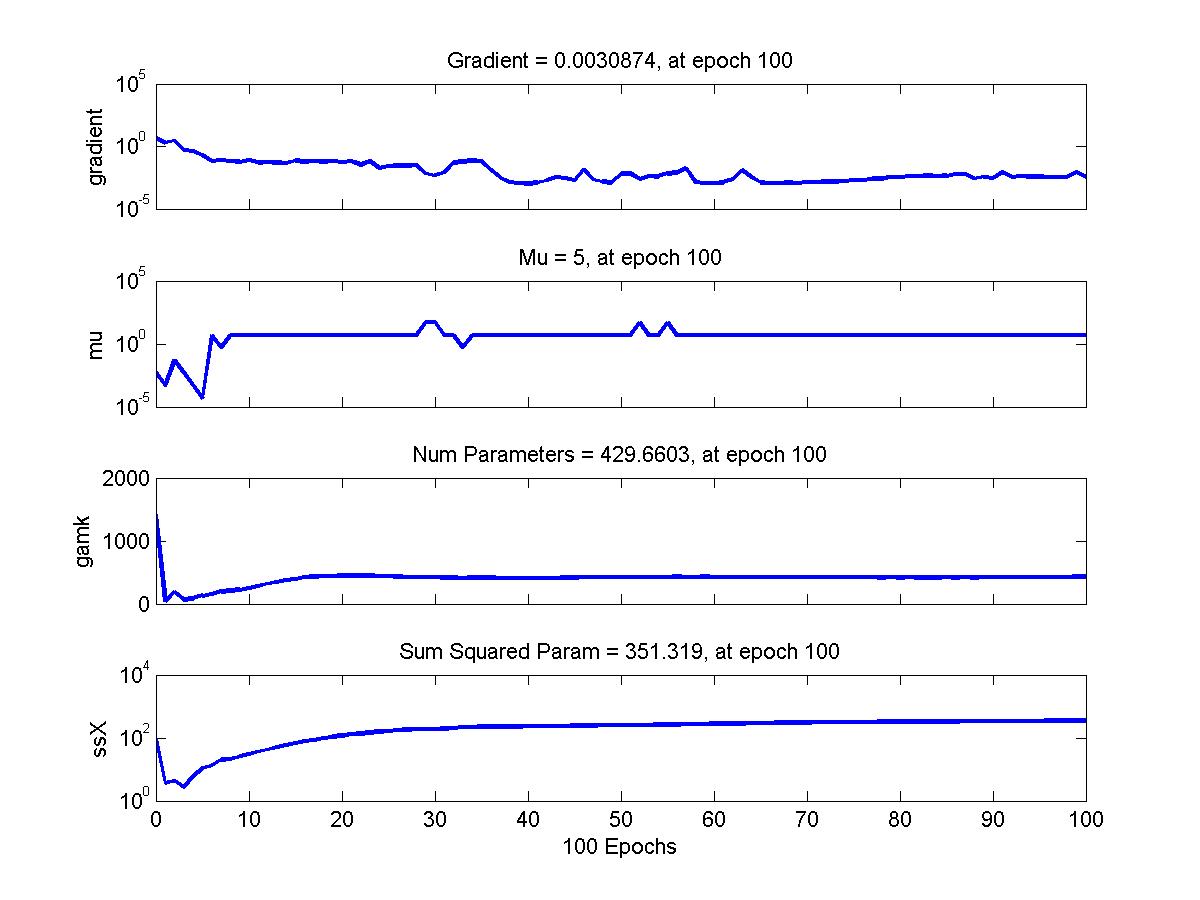 Gradient = 0.0030874, at epoch 100
10^5
10^0
10^-5
gradient
Mu = 5, at epoch 100
10^5
10^0
10^-5
mu
Num Parameters = 429.6603, at epoch 100
2000
1000
0
gamk
Sum Squared Param = 351.319, at epoch 100
10^4
10^2
10^0
ssX
0 10 20 30 40 50 60 70 80 90 100
100 Epochs